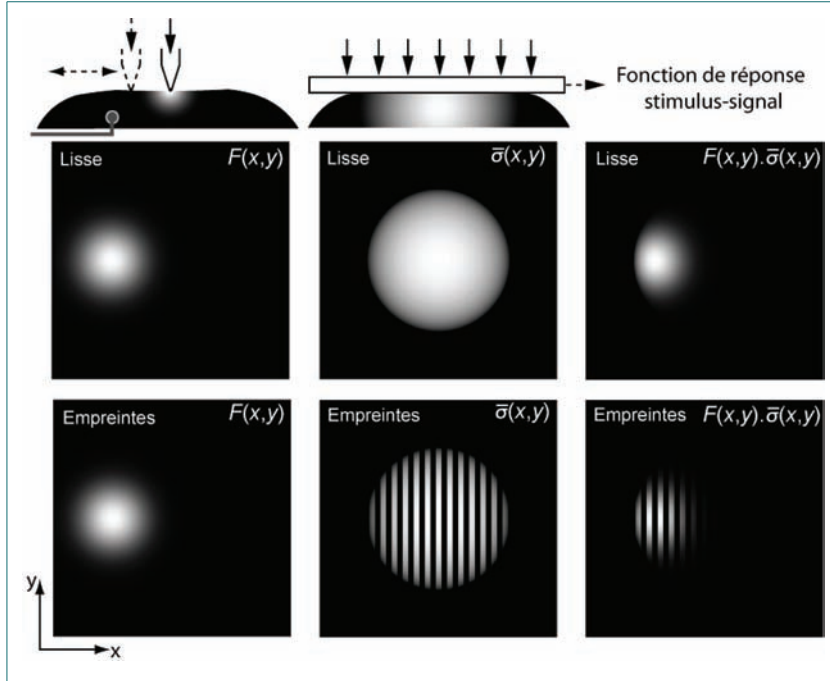 Fonction de réponse
stimulus-signal
Lisse F(x,y)
Lisse σ̅(x,y)
Lisse F(x,y).σ̅(x,y)
Empreintes F(x,y)
Empreintes σ̅(x,y)
Empreintes F(x,y).σ̅(x,y)
y
x